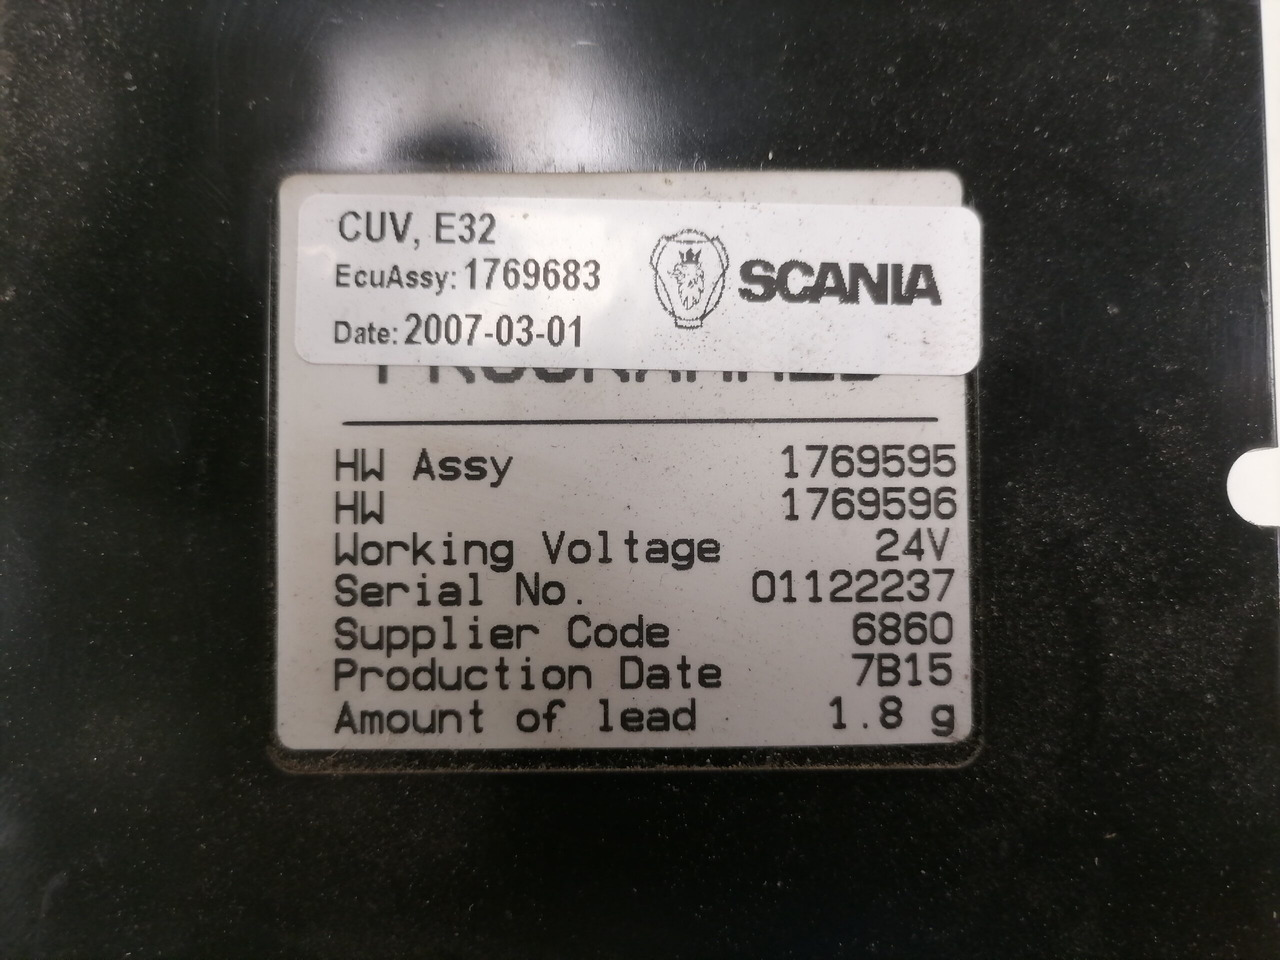 CUV, E32
EcuAssy: 1769683
Date: 2007-03-01
SCANIA
HW Assy 1769595
HW 1769596
Working Voltage 24V
Serial No. 01122237
Supplier Code 6860
Production Date 7B15
Amount of lead 1.8 g